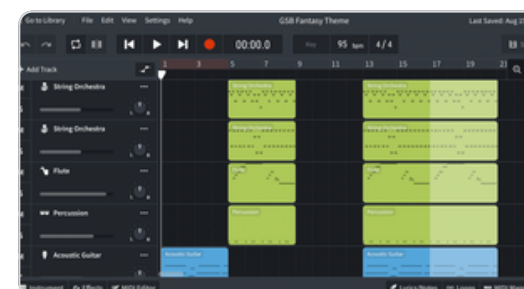 Go to Library File Edit View Settings Help GSB Fantasy Theme Last Saved: Aug
00:00.0 Key 95 bpm 4/4
Add Track 1 3 5 7 9 11 13 15 17 19 21
String Orchestra String Orchestra String Orchestra
String Orchestra
Flute
Percussion Percussion Percussion
Acoustic Guitar Acoustic Guitar Acoustic Guitar
Instrument Effects MIDI Editor Lyrics/Notes Loops